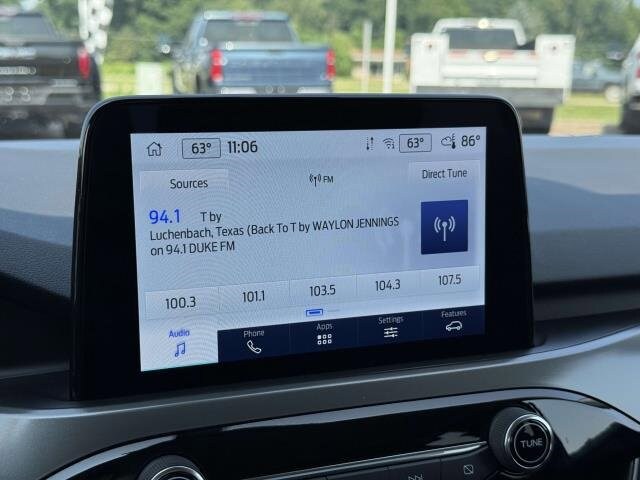 63° 11:06 63° 86°
Sources FM Direct Tune
94.1 T by
Luchenbach, Texas (Back To T by WAYLON JENNINGS
on 94.1 DUKE FM
100.3 101.1 103.5 104.3 107.5
Audio Phone Apps Settings Features
TUNE